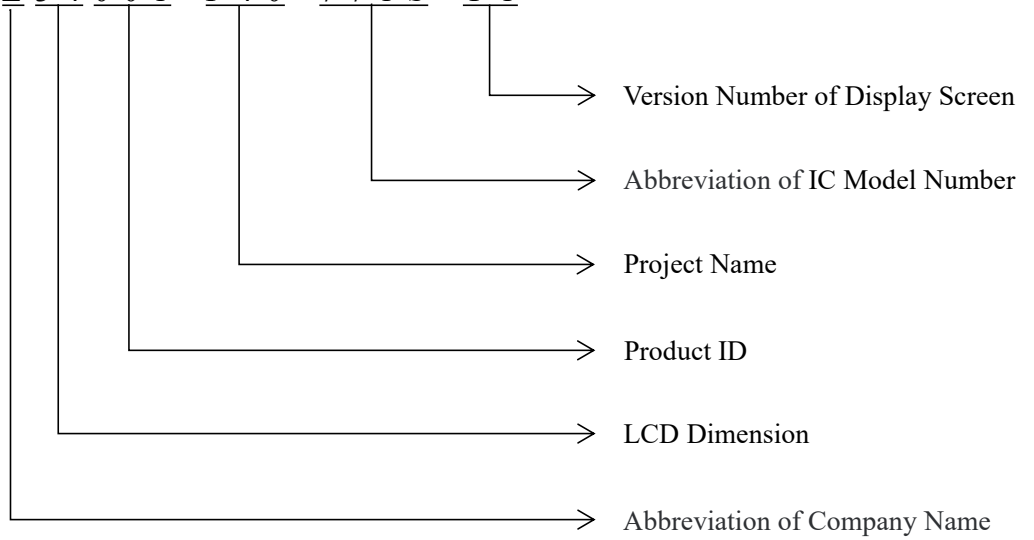 Version Number of Display Screen
Abbreviation of IC Model Number
Project Name
Product ID
LCD Dimension
Abbreviation of Company Name